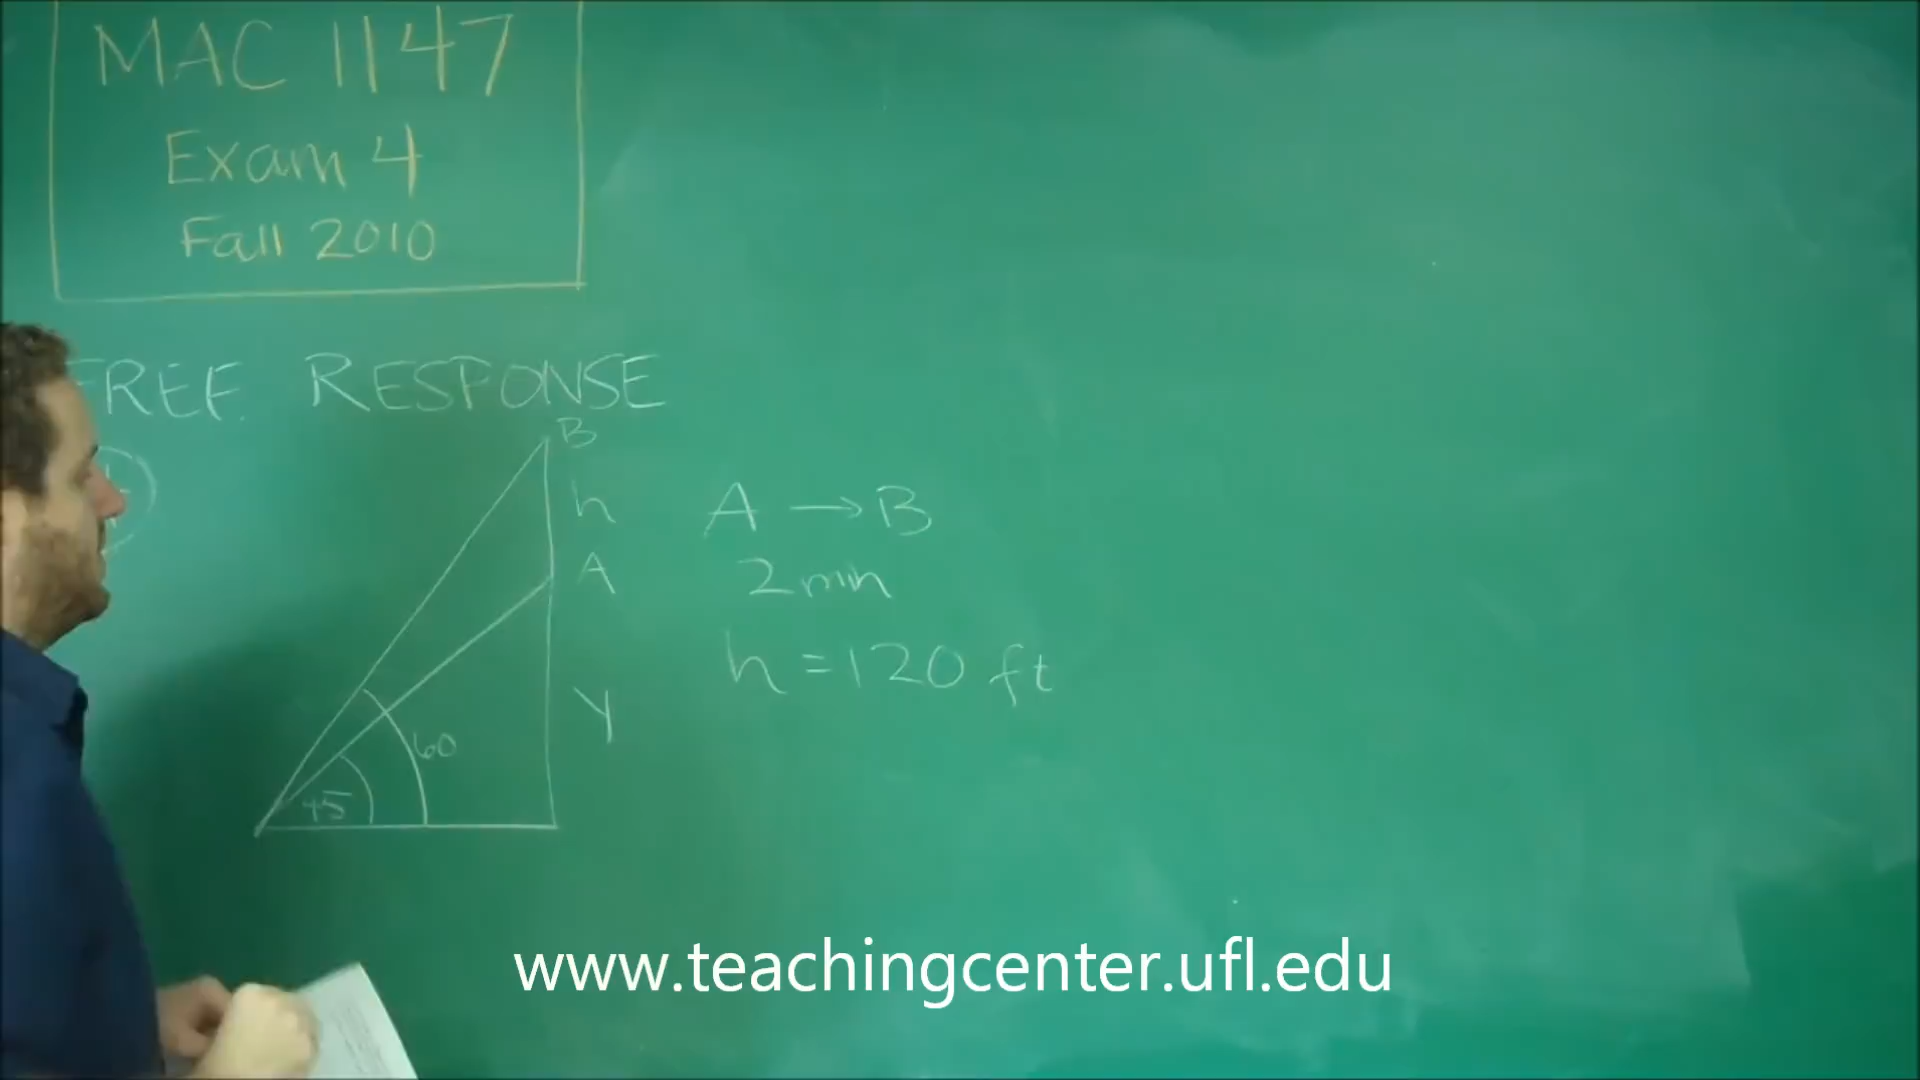 MAC 1147
Exam 4
Fall 2010
FREE RESPONSE
B
h
A
Y
60
45
A → B
2 min
h = 120 ft
www.teachingcenter.ufl.edu